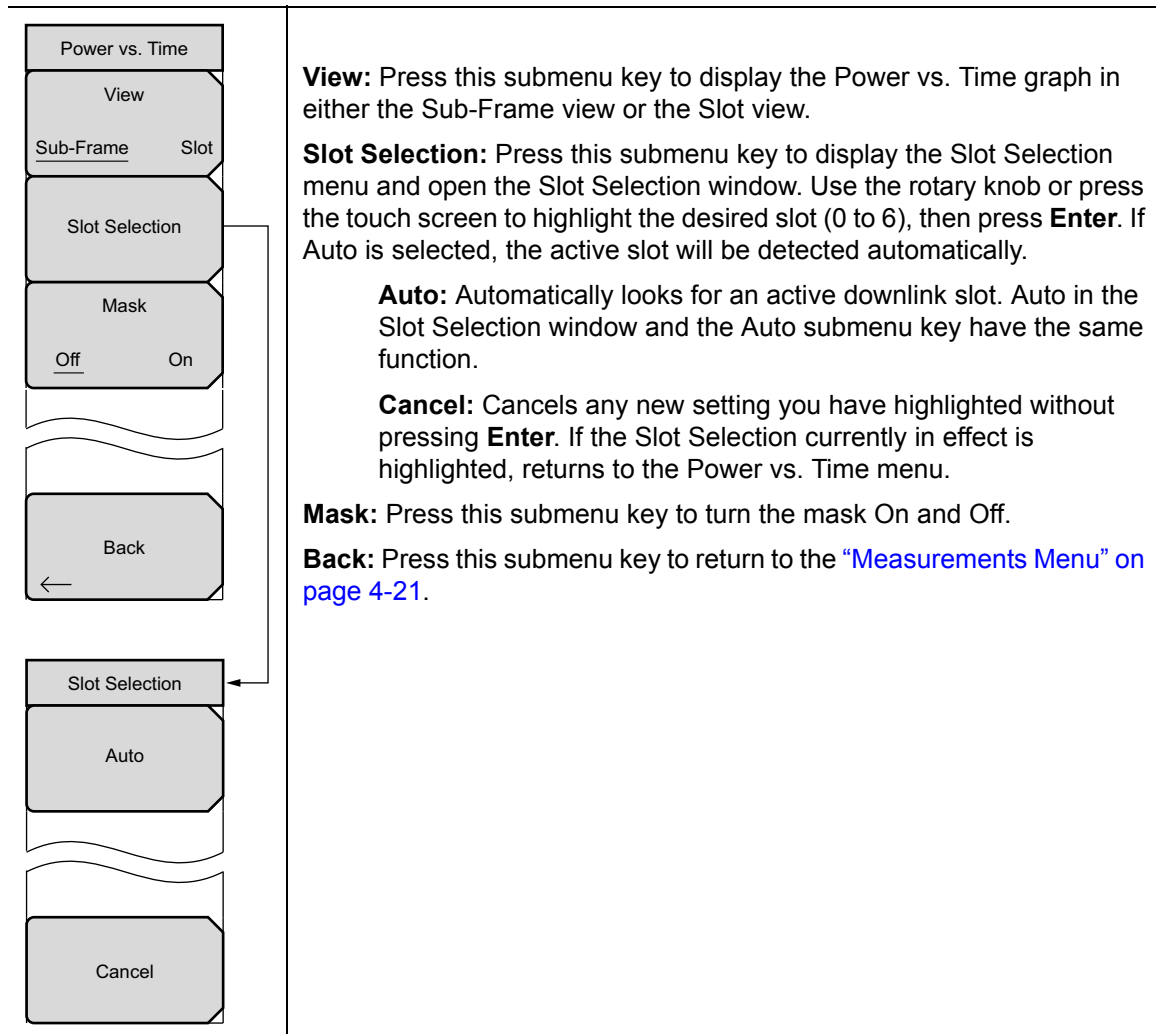 Power vs. Time
View
Sub-Frame Slot
Slot Selection
Mask
Off On
Back
Slot Selection
Auto
Cancel
View: Press this submenu key to display the Power vs. Time graph in
either the Sub-Frame view or the Slot view.
Slot Selection: Press this submenu key to display the Slot Selection
menu and open the Slot Selection window. Use the rotary knob or press
the touch screen to highlight the desired slot (0 to 6), then press Enter. If
Auto is selected, the active slot will be detected automatically.
Auto: Automatically looks for an active downlink slot. Auto in the
Slot Selection window and the Auto submenu key have the same
function.
Cancel: Cancels any new setting you have highlighted without
pressing Enter. If the Slot Selection currently in effect is
highlighted, returns to the Power vs. Time menu.
Mask: Press this submenu key to turn the mask On and Off.
Back: Press this submenu key to return to the “Measurements Menu” on
page 4-21.